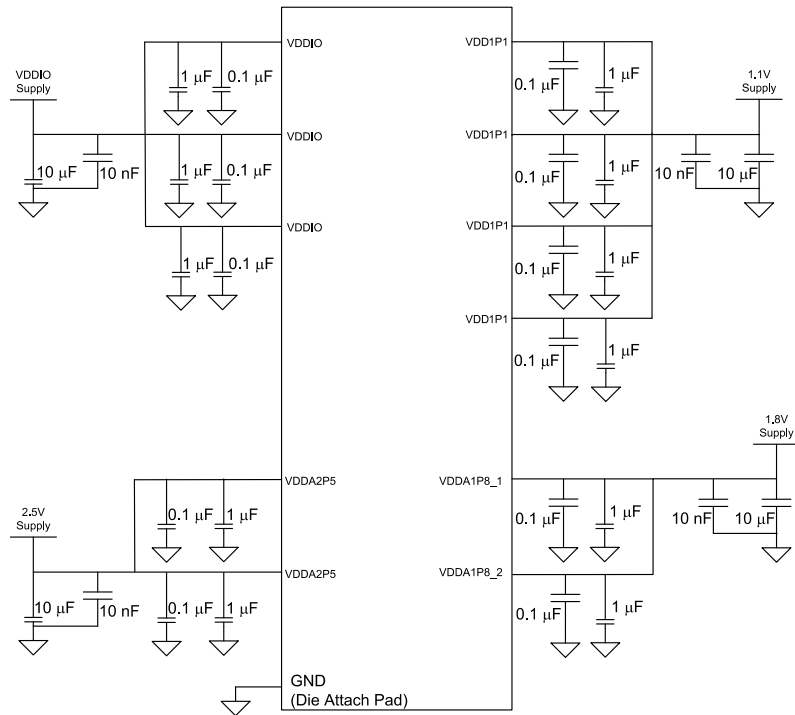 VDDIO
Supply
10 μF
10 nF
1 μF
0.1 μF
VDDIO
1 μF
0.1 μF
VDDIO
1 μF
0.1 μF
VDDIO
2.5V
Supply
10 μF
10 nF
0.1 μF
1 μF
VDDA2P5
0.1 μF
1 μF
VDDA2P5
GND
(Die Attach Pad)
VDD1P1
0.1 μF
1 μF
VDD1P1
0.1 μF
1 μF
VDD1P1
0.1 μF
1 μF
VDD1P1
0.1 μF
1 μF
1.1V
Supply
10 nF
10 μF
1.8V
Supply
VDDA1P8_1
0.1 μF
1 μF
10 nF
10 μF
VDDA1P8_2
0.1 μF
1 μF